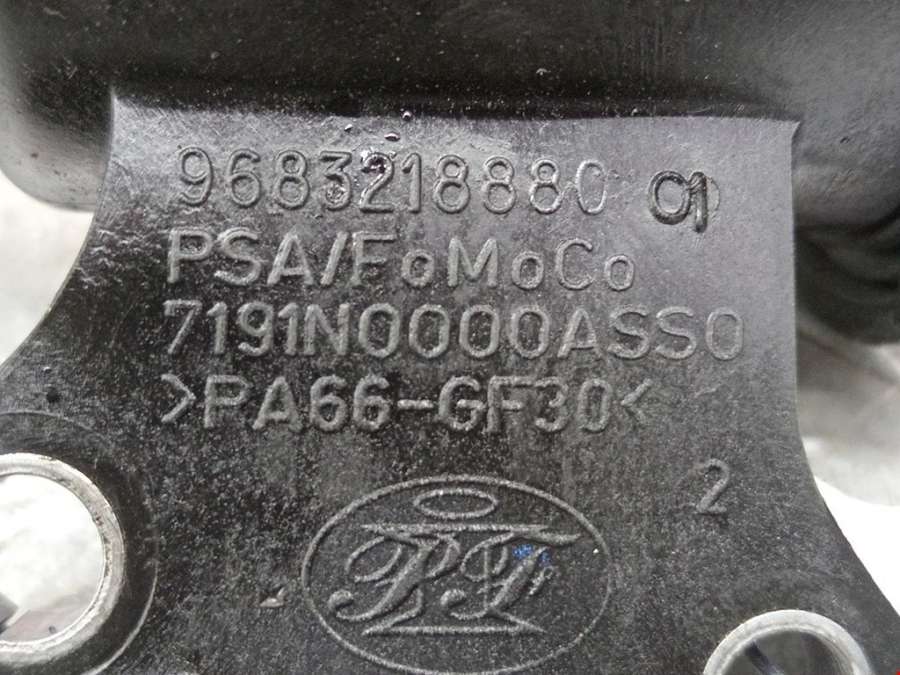 9683218880 01
PSA/FoMoCo
7191N0000ASS0
>PA66-GF30<
2